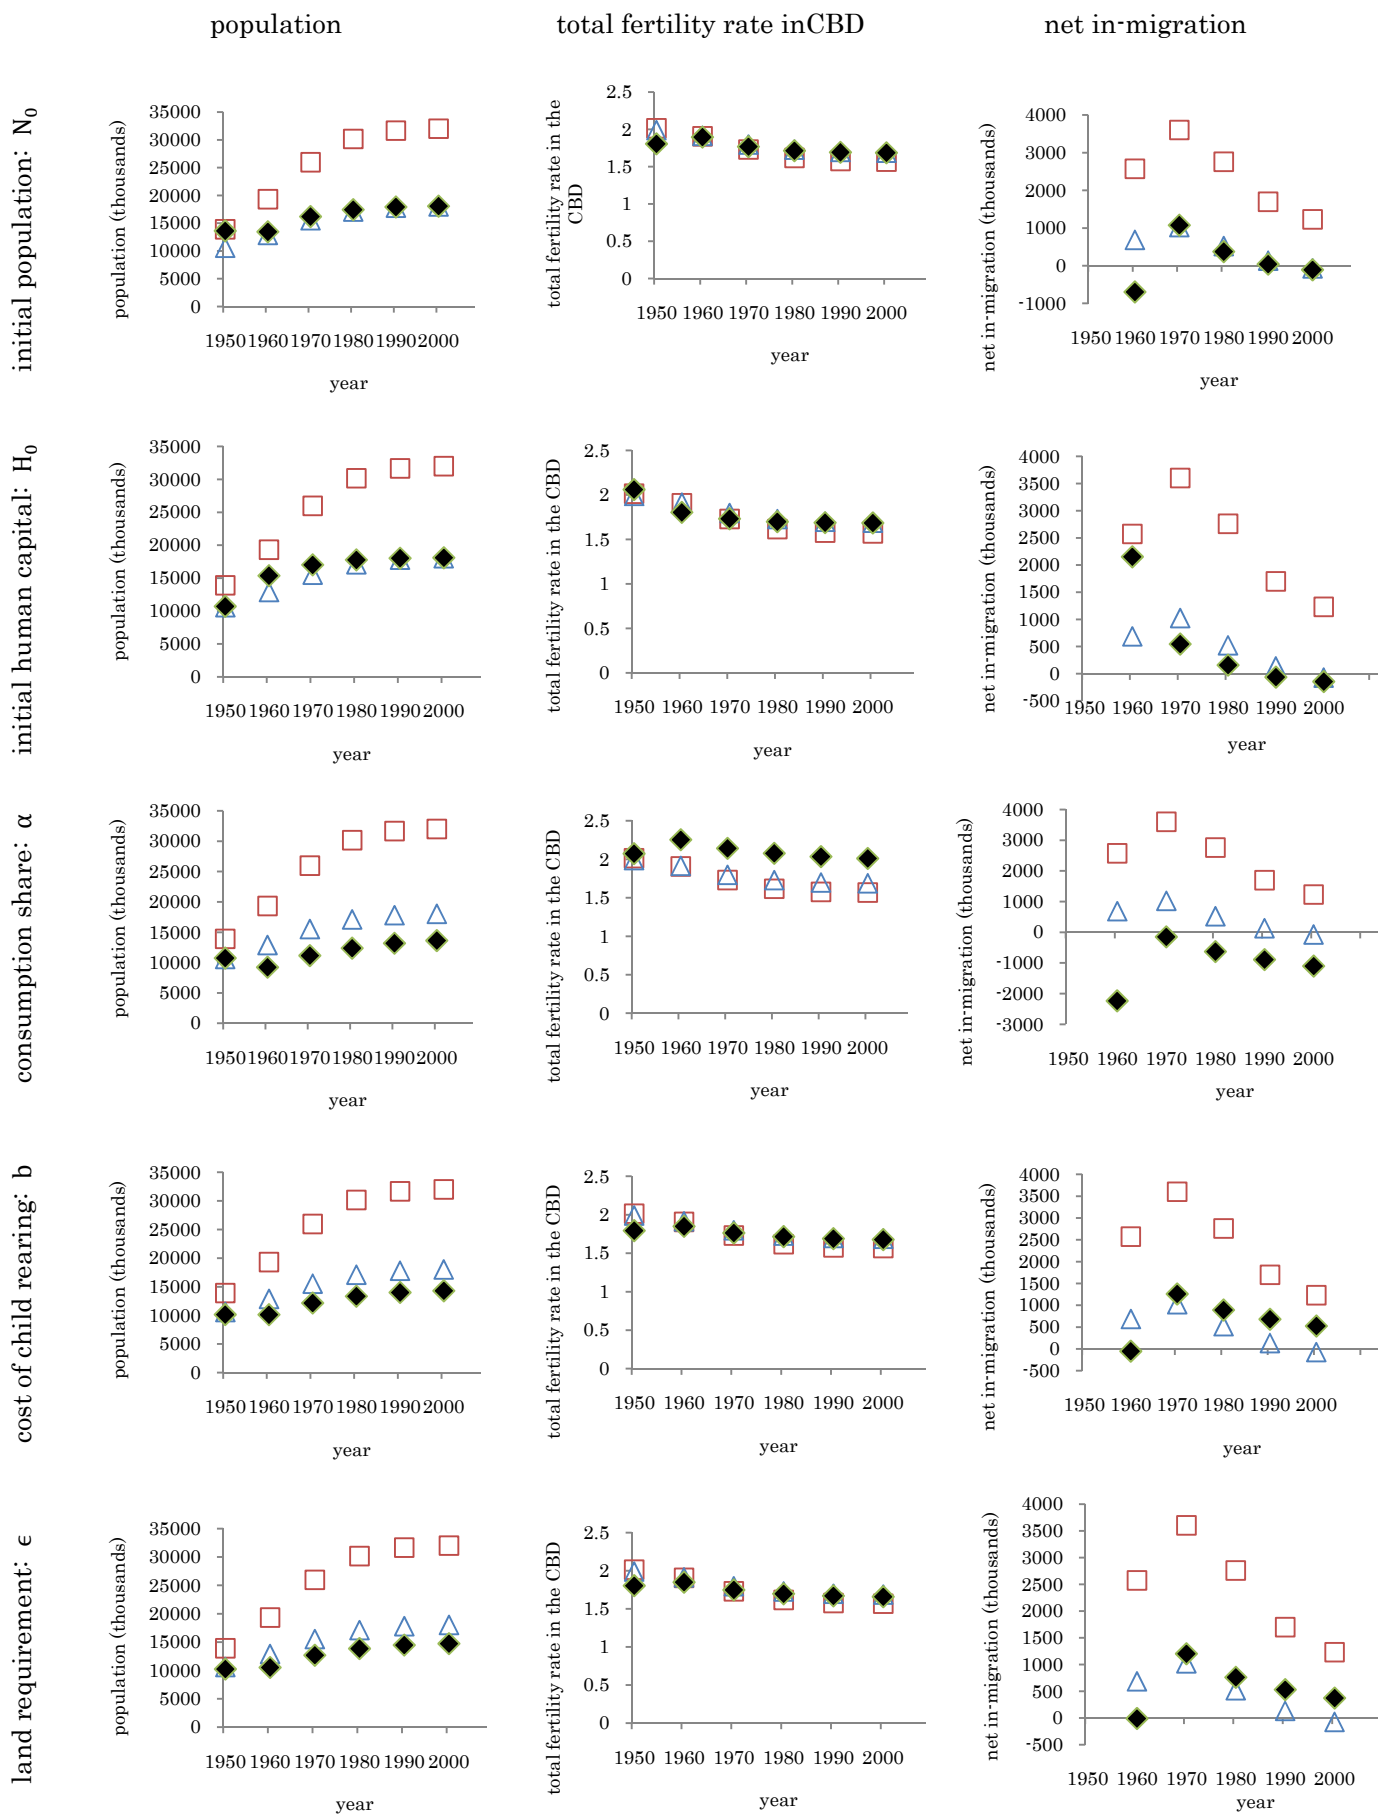 population
total fertility rate inCBD
net in-migration
initial population: N₀
population (thousands)
35000
30000
25000
20000
15000
10000
5000
0
1950 1960 1970 1980 1990 2000
year
total fertility rate in the
CBD
2.5
2
1.5
1
0.5
0
1950 1960 1970 1980 1990 2000
year
net in-migration (thousands)
4000
3000
2000
1000
0
-1000
1950 1960 1970 1980 1990 2000
year
initial human capital: H₀
population (thousands)
35000
30000
25000
20000
15000
10000
5000
0
1950 1960 1970 1980 1990 2000
year
total fertility rate in the CBD
2.5
2
1.5
1
0.5
0
1950 1960 1970 1980 1990 2000
year
net in-migration (thousands)
4000
3500
3000
2500
2000
1500
1000
500
0
-500
1950 1960 1970 1980 1990 2000
year
consumption share: α
population (thousands)
35000
30000
25000
20000
15000
10000
5000
0
1950 1960 1970 1980 1990 2000
year
total fertility rate in the CBD
2.5
2
1.5
1
0.5
0
1950 1960 1970 1980 1990 2000
year
net in-migration (thousands)
4000
3000
2000
1000
0
-1000
-2000
-3000
1950 1960 1970 1980 1990 2000
year
cost of child rearing: b
population (thousands)
35000
30000
25000
20000
15000
10000
5000
0
1950 1960 1970 1980 1990 2000
year
total fertility rate in the CBD
2.5
2
1.5
1
0.5
0
1950 1960 1970 1980 1990 2000
year
net in-migration (thousands)
4000
3500
3000
2500
2000
1500
1000
500
0
-500
1950 1960 1970 1980 1990 2000
year
land requirement: ϵ
population (thousands)
35000
30000
25000
20000
15000
10000
5000
0
1950 1960 1970 1980 1990 2000
year
total fertility rate in the CBD
2.5
2
1.5
1
0.5
0
1950 1960 1970 1980 1990 2000
year
net in-migration (thousands)
4000
3500
3000
2500
2000
1500
1000
500
0
-500
1950 1960 1970 1980 1990 2000
year